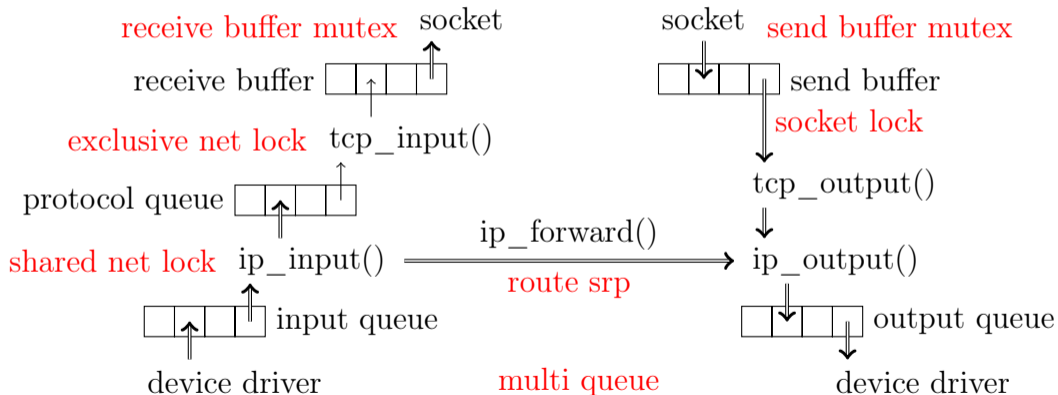 receive buffer mutex socket
socket send buffer mutex
receive buffer
send buffer
socket lock
exclusive net lock tcp_input()
tcp_output()
protocol queue
ip_forward()
shared net lock ip_input()
ip_output()
route srp
input queue
output queue
device driver
multi queue
device driver